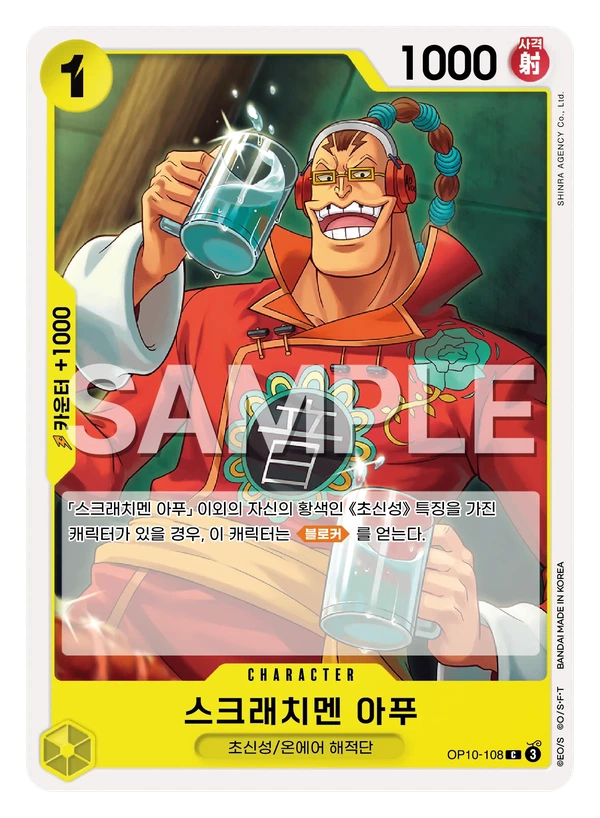 1
1000
사격
射
SHINRA AGENCY Co., Ltd.
카운터 +1000
音
SAMPLE
「스크래치멘 아푸」 이외의 자신의 황색인 《초신성》 특징을 가진
캐릭터가 있을 경우, 이 캐릭터는 블로커 를 얻는다.
CHARACTER
스크래치멘 아푸
초신성/온에어 해적단
OP10-108 C 3
©EO/S ©O/S·F·T BANDAI MADE IN KOREA